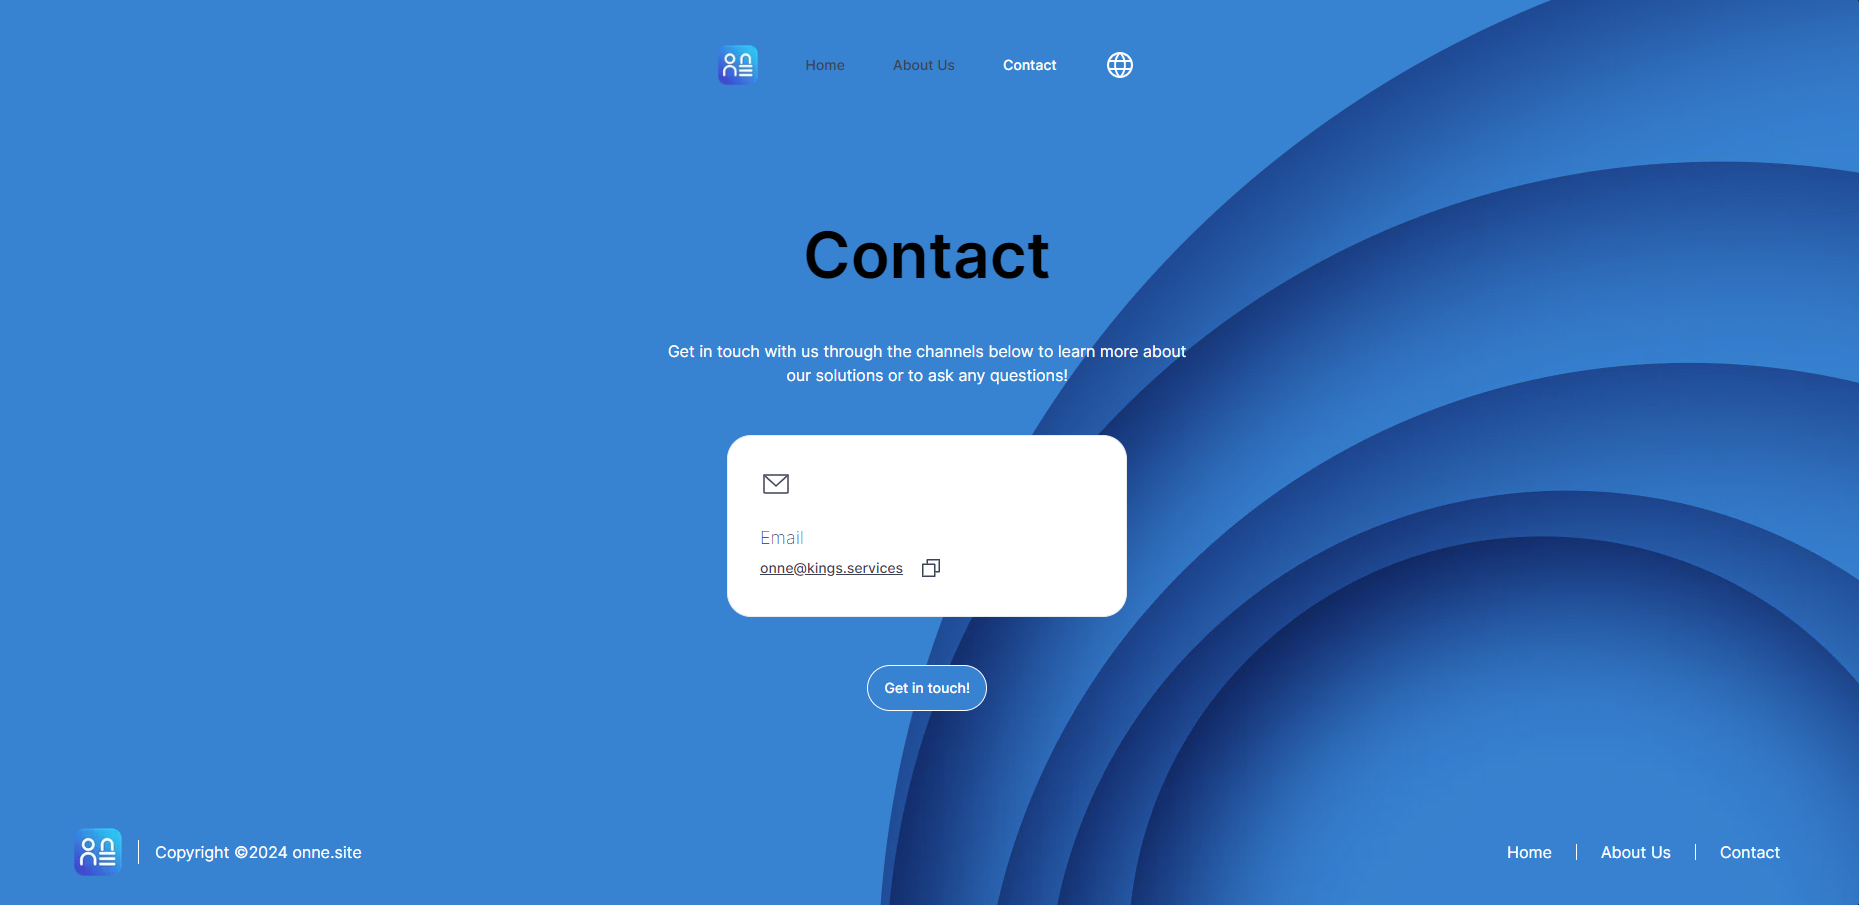 Home
About Us
Contact
Contact
Get in touch with us through the channels below to learn more about
our solutions or to ask any questions!
Email
onne@kings.services
Get in touch!
Copyright ©2024 onne.site
Home
About Us
Contact